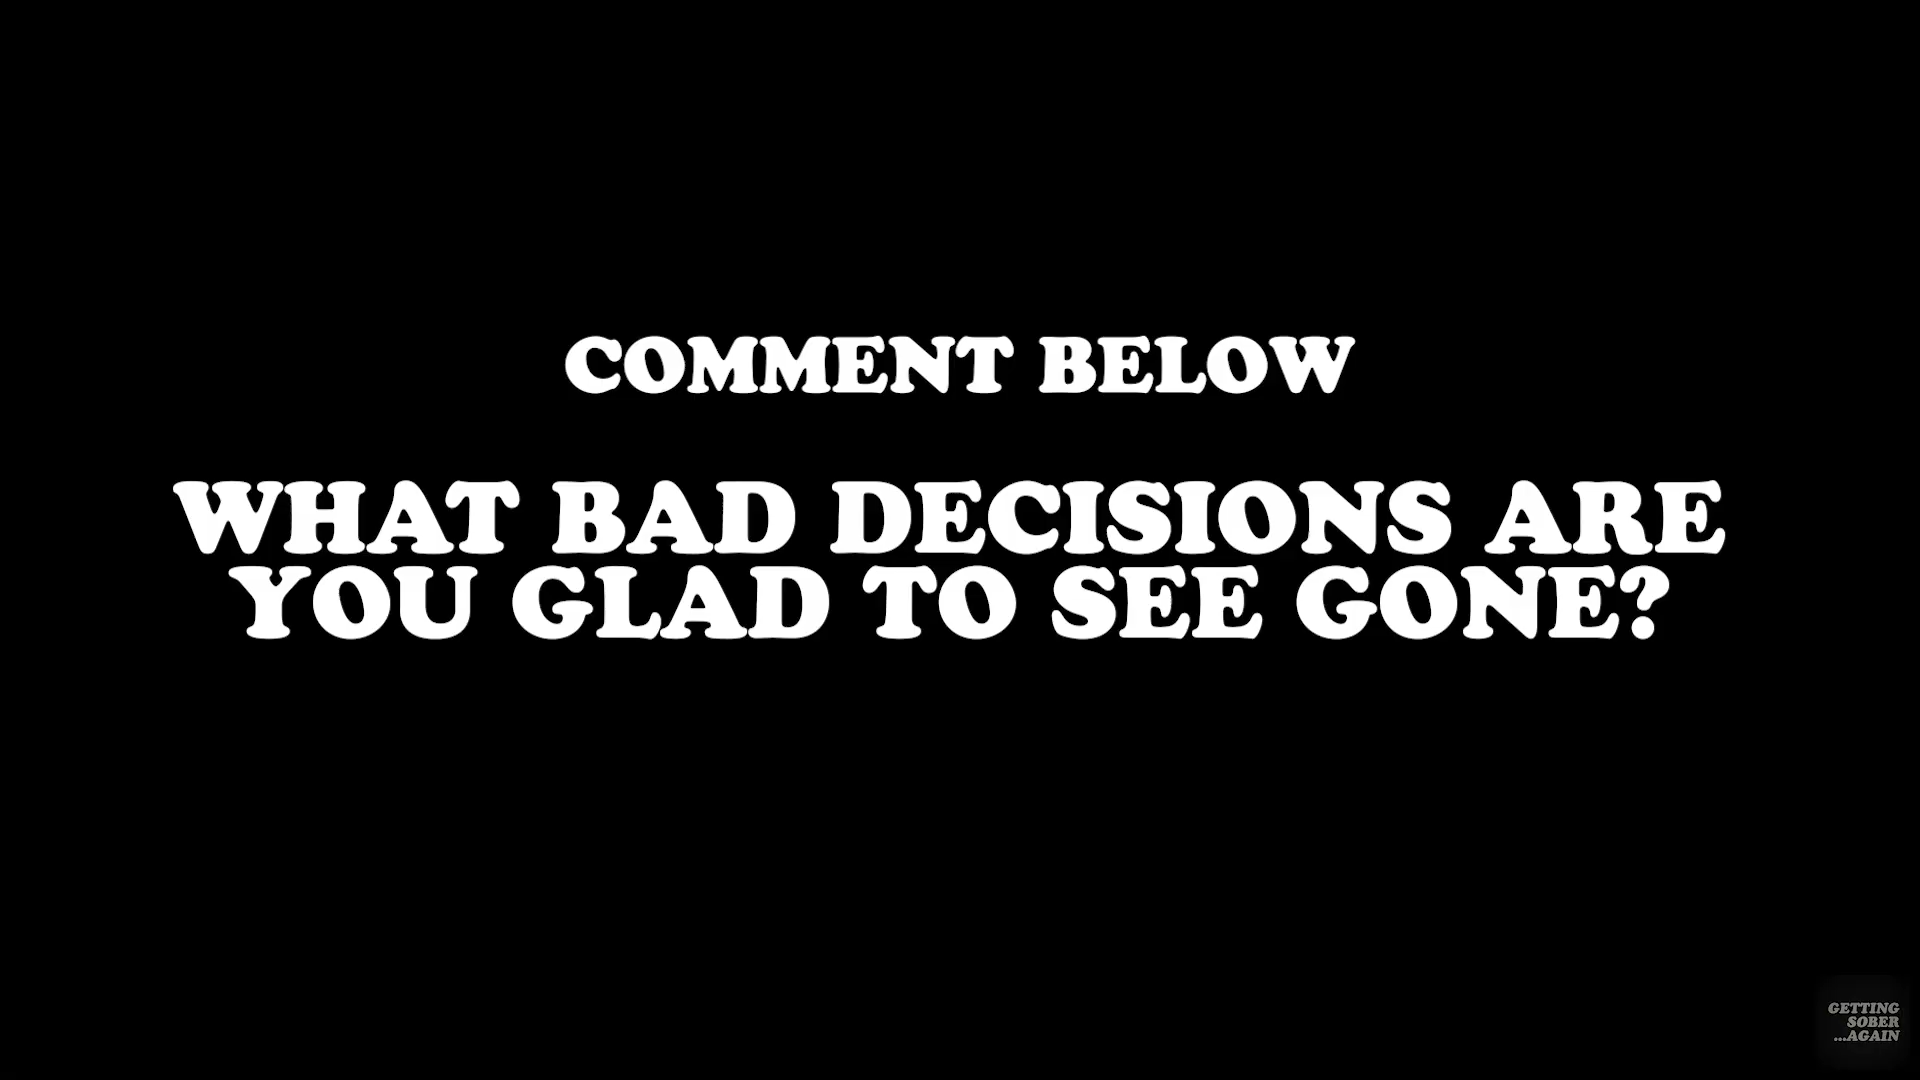 COMMENT BELOW
WHAT BAD DECISIONS ARE
YOU GLAD TO SEE GONE?
GETTING
SOBER
...AGAIN